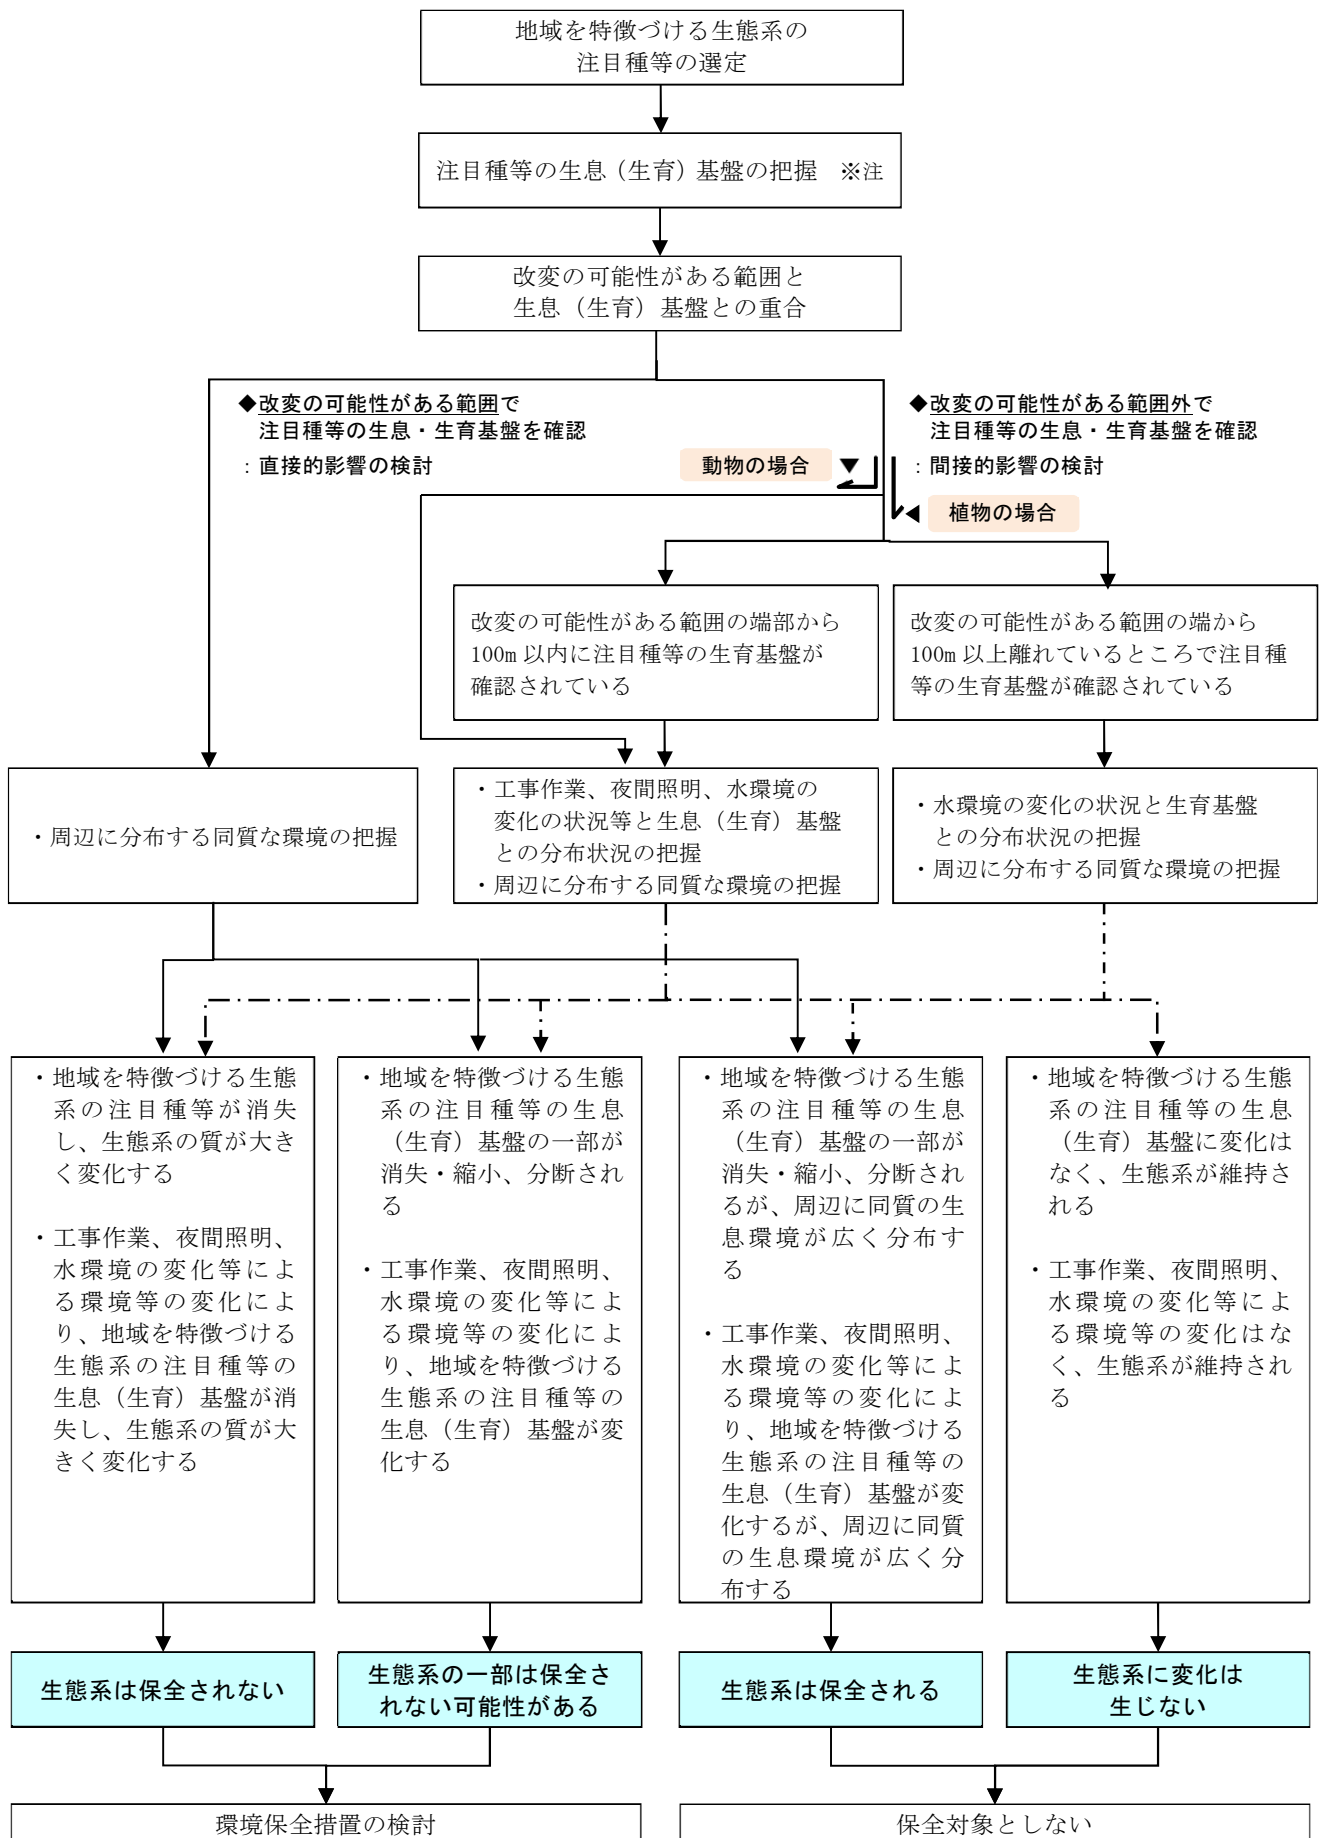 地域を特徴づける生態系の
注目種等の選定
注目種等の生息（生育）基盤の把握　※注
改変の可能性がある範囲と
生息（生育）基盤との重合
◆改変の可能性がある範囲で
注目種等の生息・生育基盤を確認
：直接的影響の検討
◆改変の可能性がある範囲外で
注目種等の生息・生育基盤を確認
：間接的影響の検討
動物の場合
植物の場合
改変の可能性がある範囲の端部から
100m 以内に注目種等の生育基盤が
確認されている
改変の可能性がある範囲の端から
100m 以上離れているところで注目種
等の生育基盤が確認されている
・周辺に分布する同質な環境の把握
・工事作業、夜間照明、水環境の
変化の状況等と生息（生育）基盤
との分布状況の把握
・周辺に分布する同質な環境の把握
・水環境の変化の状況と生育基盤
との分布状況の把握
・周辺に分布する同質な環境の把握
・地域を特徴づける生態
系の注目種等が消失
し、生態系の質が大き
く変化する
・工事作業、夜間照明、
水環境の変化等によ
る環境等の変化によ
り、地域を特徴づける
生態系の注目種等の
生息（生育）基盤が消
失し、生態系の質が大
きく変化する
・地域を特徴づける生態
系の注目種等の生息
（生育）基盤の一部が
消失・縮小、分断され
る
・工事作業、夜間照明、
水環境の変化等によ
る環境等の変化によ
り、地域を特徴づける
生態系の注目種等の
生息（生育）基盤が変
化する
・地域を特徴づける生態
系の注目種等の生息
（生育）基盤の一部が
消失・縮小、分断され
るが、周辺に同質の生
息環境が広く分布す
る
・工事作業、夜間照明、
水環境の変化等によ
る環境等の変化によ
り、地域を特徴づける
生態系の注目種等の
生息（生育）基盤が変
化するが、周辺に同質
の生息環境が広く分
布する
・地域を特徴づける生態
系の注目種等の生息
（生育）基盤に変化は
なく、生態系が維持さ
れる
・工事作業、夜間照明、
水環境の変化等によ
る環境等の変化はな
く、生態系が維持され
る
生態系は保全されない
生態系の一部は保全さ
れない可能性がある
生態系は保全される
生態系に変化は
生じない
環境保全措置の検討
保全対象としない